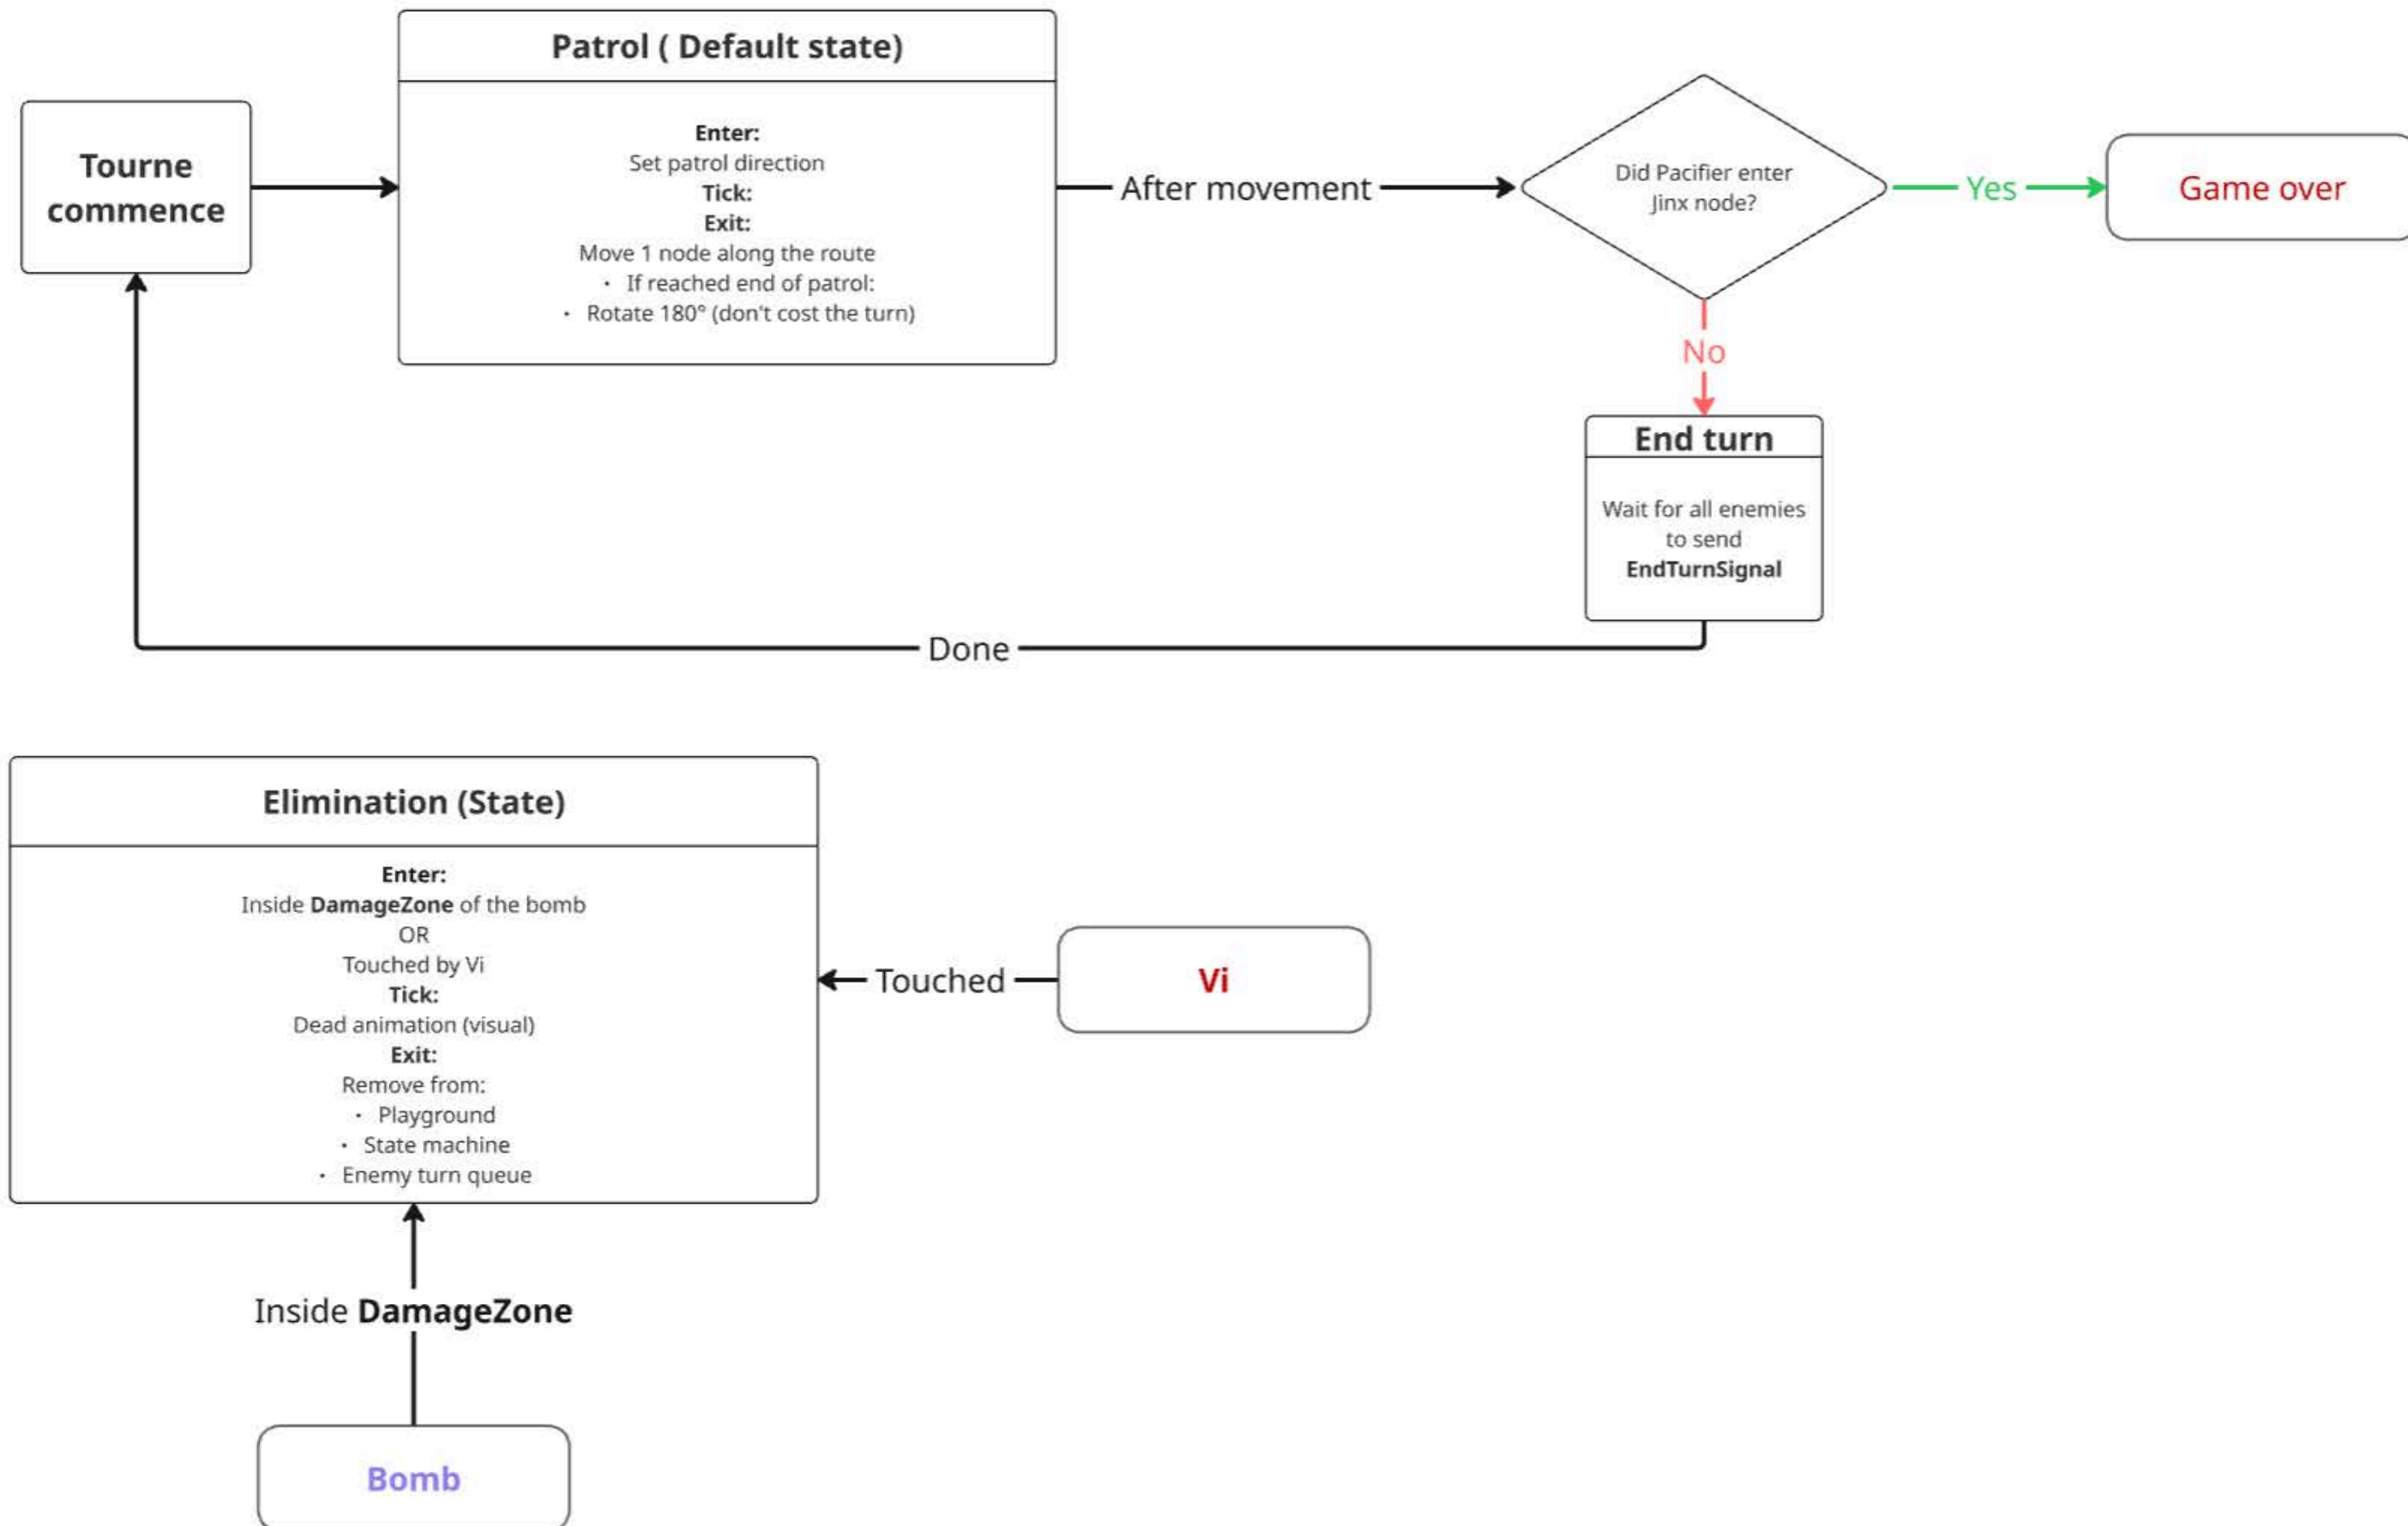 Patrol ( Default state)
Tourne
commence
Enter:
Set patrol direction
Tick:
Exit:
Move 1 node along the route
• If reached end of patrol:
• Rotate 180° (don't cost the turn)
After movement
Did Pacifier enter
Jinx node?
Yes
Game over
No
End turn
Wait for all enemies
to send
EndTurnSignal
Done
Elimination (State)
Enter:
Inside DamageZone of the bomb
OR
Touched by Vi
Tick:
Dead animation (visual)
Exit:
Remove from:
• Playground
• State machine
• Enemy turn queue
Touched
Vi
Inside DamageZone
Bomb